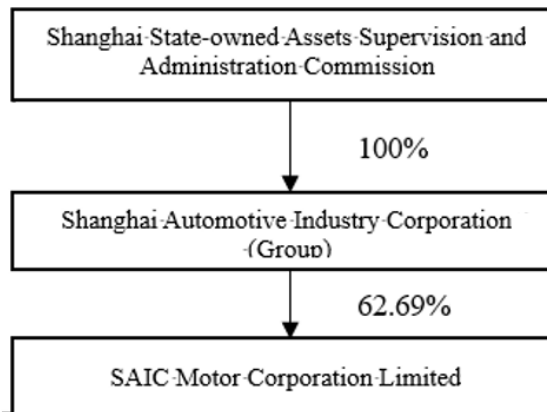 Shanghai State-owned Assets Supervision and
Administration Commission
100%
Shanghai Automotive Industry Corporation
(Group)
62.69%
SAIC Motor Corporation Limited